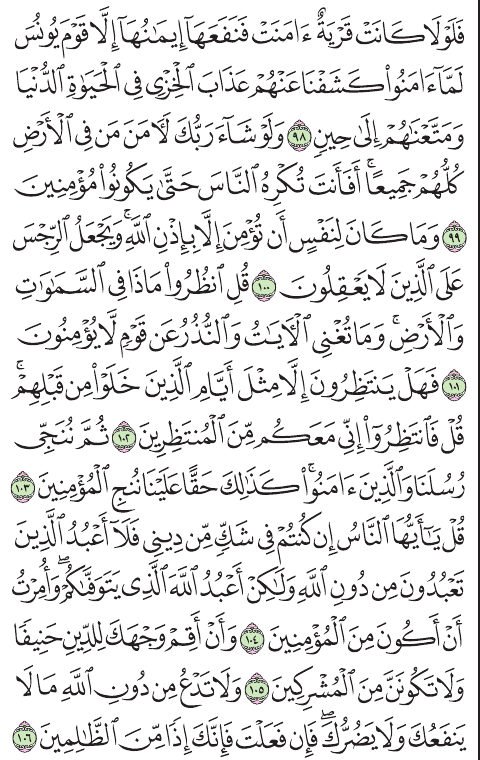 فَلَوْلَا كَانَتْ قَرْيَةٌ ءَامَنَتْ فَنَفَعَهَآ إِيمَٰنُهَآ إِلَّا قَوْمَ يُونُسَ
لَمَّآ ءَامَنُوا۟ كَشَفْنَا عَنْهُمْ عَذَابَ ٱلْخِزْىِ فِى ٱلْحَيَوٰةِ ٱلدُّنْيَا
وَمَتَّعْنَٰهُمْ إِلَىٰ حِينٍ ٩٨ وَلَوْ شَآءَ رَبُّكَ لَءَامَنَ مَن فِى ٱلْأَرْضِ
كُلُّهُمْ جَمِيعًا ۚ أَفَأَنتَ تُكْرِهُ ٱلنَّاسَ حَتَّىٰ يَكُونُوا۟ مُؤْمِنِينَ
٩٩ وَمَا كَانَ لِنَفْسٍ أَن تُؤْمِنَ إِلَّا بِإِذْنِ ٱللَّهِ ۚ وَيَجْعَلُ ٱلرِّجْسَ
عَلَى ٱلَّذِينَ لَا يَعْقِلُونَ ١٠٠ قُلِ ٱنظُرُوا۟ مَاذَا فِى ٱلسَّمَٰوَٰتِ
وَٱلْأَرْضِ ۚ وَمَا تُغْنِى ٱلْءَايَٰتُ وَٱلنُّذُرُ عَن قَوْمٍ لَّا يُؤْمِنُونَ
١٠١ فَهَلْ يَنتَظِرُونَ إِلَّا مِثْلَ أَيَّامِ ٱلَّذِينَ خَلَوْا۟ مِن قَبْلِهِمْ ۚ
قُلْ فَٱنتَظِرُوٓا۟ إِنِّى مَعَكُم مِّنَ ٱلْمُنتَظِرِينَ ١٠٢ ثُمَّ نُنَجِّى
رُسُلَنَا وَٱلَّذِينَ ءَامَنُوا۟ ۚ كَذَٰلِكَ حَقًّا عَلَيْنَا نُنجِ ٱلْمُؤْمِنِينَ ١٠٣
قُلْ يَٰٓأَيُّهَا ٱلنَّاسُ إِن كُنتُمْ فِى شَكٍّ مِّن دِينِى فَلَآ أَعْبُدُ ٱلَّذِينَ
تَعْبُدُونَ مِن دُونِ ٱللَّهِ وَلَٰكِنْ أَعْبُدُ ٱللَّهَ ٱلَّذِى يَتَوَفَّىٰكُمْ ۖ وَأُمِرْتُ
أَنْ أَكُونَ مِنَ ٱلْمُؤْمِنِينَ ١٠٤ وَأَنْ أَقِمْ وَجْهَكَ لِلدِّينِ حَنِيفًا
وَلَا تَكُونَنَّ مِنَ ٱلْمُشْرِكِينَ ١٠٥ وَلَا تَدْعُ مِن دُونِ ٱللَّهِ مَا لَا
يَنفَعُكَ وَلَا يَضُرُّكَ ۖ فَإِن فَعَلْتَ فَإِنَّكَ إِذًا مِّنَ ٱلظَّٰلِمِينَ ١٠٦